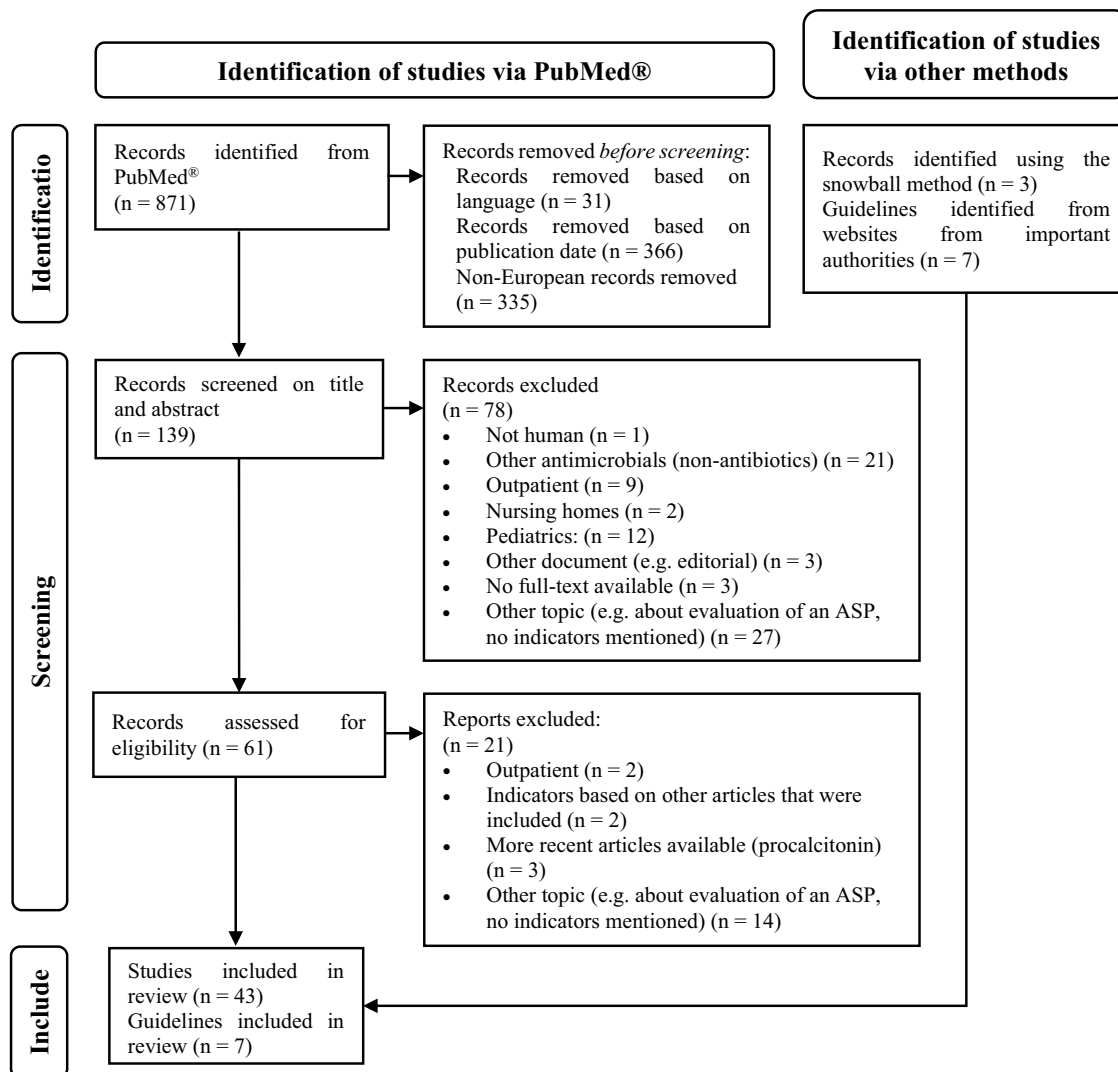 Identification of studies via PubMed®
Identification of studies
via other methods
Identificatio
Records identified from
PubMed®
(n = 871)
Records removed before screening:
Records removed based on
language (n = 31)
Records removed based on
publication date (n = 366)
Non-European records removed
(n = 335)
Records identified using the
snowball method (n = 3)
Guidelines identified from
websites from important
authorities (n = 7)
Screening
Records screened on title
and abstract
(n = 139)
Records excluded
(n = 78)
• Not human (n = 1)
• Other antimicrobials (non-antibiotics) (n = 21)
• Outpatient (n = 9)
• Nursing homes (n = 2)
• Pediatrics: (n = 12)
• Other document (e.g. editorial) (n = 3)
• No full-text available (n = 3)
• Other topic (e.g. about evaluation of an ASP,
no indicators mentioned) (n = 27)
Records assessed for
eligibility (n = 61)
Reports excluded:
(n = 21)
• Outpatient (n = 2)
• Indicators based on other articles that were
included (n = 2)
• More recent articles available (procalcitonin)
(n = 3)
• Other topic (e.g. about evaluation of an ASP,
no indicators mentioned) (n = 14)
Include
Studies included in
review (n = 43)
Guidelines included in
review (n = 7)